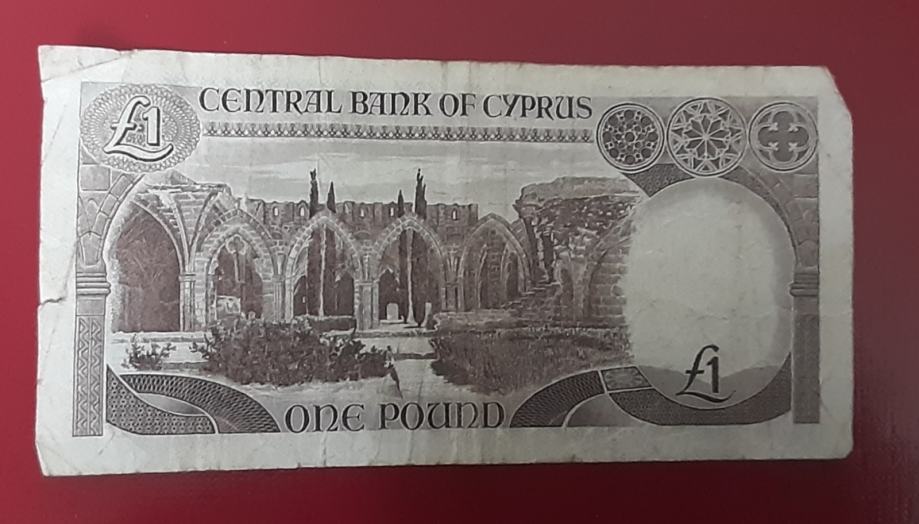 £1
CENTRAL BANK OF CYPRUS
£1
ONE POUND